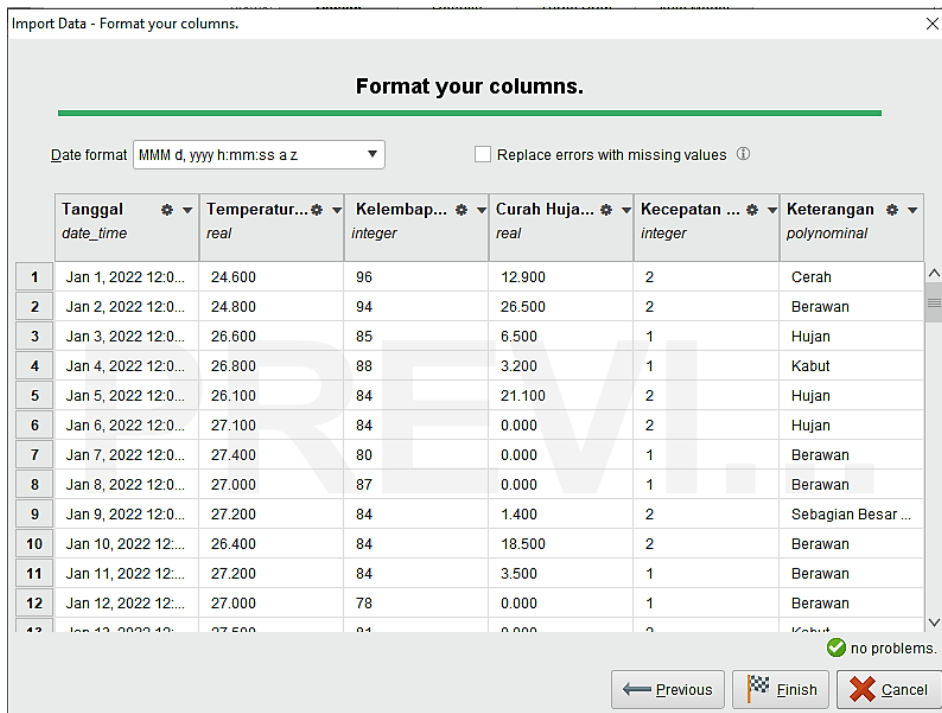 Import Data - Format your columns.
Format your columns.
Date format MMM d, yyyy h:mm:ss a z Replace errors with missing values
Tanggal Temperatur... Kelembap... Curah Huja... Kecepatan ... Keterangan
date_time real integer real integer polynominal
1 Jan 1, 2022 12:0... 24.600 96 12.900 2 Cerah
2 Jan 2, 2022 12:0... 24.800 94 26.500 2 Berawan
3 Jan 3, 2022 12:0... 26.600 85 6.500 1 Hujan
4 Jan 4, 2022 12:0... 26.800 88 3.200 1 Kabut
5 Jan 5, 2022 12:0... 26.100 84 21.100 2 Hujan
6 Jan 6, 2022 12:0... 27.100 84 0.000 2 Hujan
7 Jan 7, 2022 12:0... 27.400 80 0.000 1 Berawan
8 Jan 8, 2022 12:0... 27.000 87 0.000 1 Berawan
9 Jan 9, 2022 12:0... 27.200 84 1.400 2 Sebagian Besar ...
10 Jan 10, 2022 12:... 26.400 84 18.500 2 Berawan
11 Jan 11, 2022 12:... 27.200 84 3.500 1 Berawan
12 Jan 12, 2022 12:... 27.000 78 0.000 1 Berawan
PREVI...
no problems.
Previous Finish Cancel